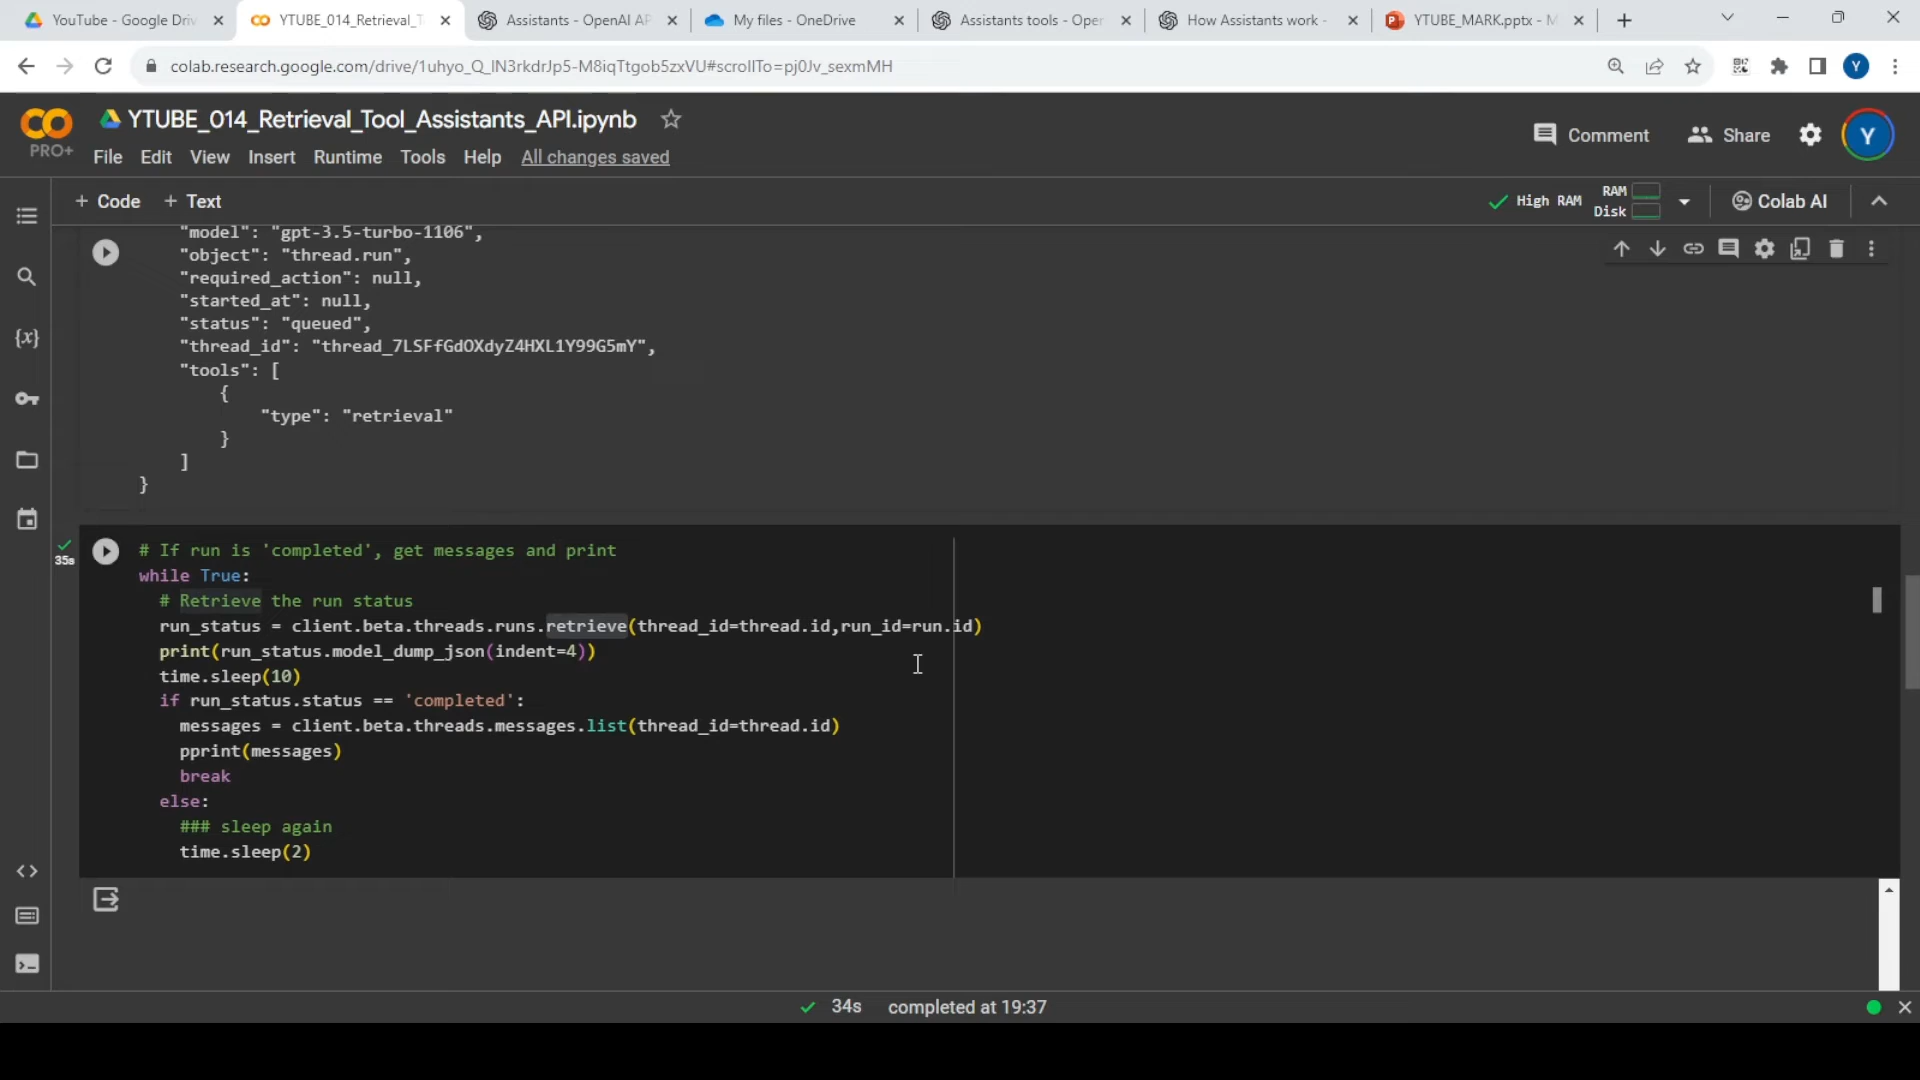 YouTube - Google Driv
YTUBE_014_Retrieval_T
Assistants - OpenAI AP
My files - OneDrive
Assistants tools - Oper
How Assistants work -
YTUBE_MARK.pptx - M
colab.research.google.com/drive/1uhyo_Q_IN3rkdrJp5-M8iqTtgob5zxVU#scrollTo=pj0Jv_sexmMH
Y
CO
PRO+
YTUBE_014_Retrieval_Tool_Assistants_API.ipynb
Comment
Share
Y
File Edit View Insert Runtime Tools Help All changes saved
+ Code + Text
High RAM
RAM
Disk
Colab AI
{x}
"model": "gpt-3.5-turbo-1106",
"object": "thread.run",
"required_action": null,
"started_at": null,
"status": "queued",
"thread_id": "thread_7LSFfGdOXdyZ4HXL1Y99G5mY",
"tools": [
{
"type": "retrieval"
}
]
}
35s
# If run is 'completed', get messages and print
while True:
# Retrieve the run status
run_status = client.beta.threads.runs.retrieve(thread_id=thread.id,run_id=run.id)
print(run_status.model_dump_json(indent=4))
time.sleep(10)
if run_status.status == 'completed':
messages = client.beta.threads.messages.list(thread_id=thread.id)
pprint(messages)
break
else:
### sleep again
time.sleep(2)
34s completed at 19:37